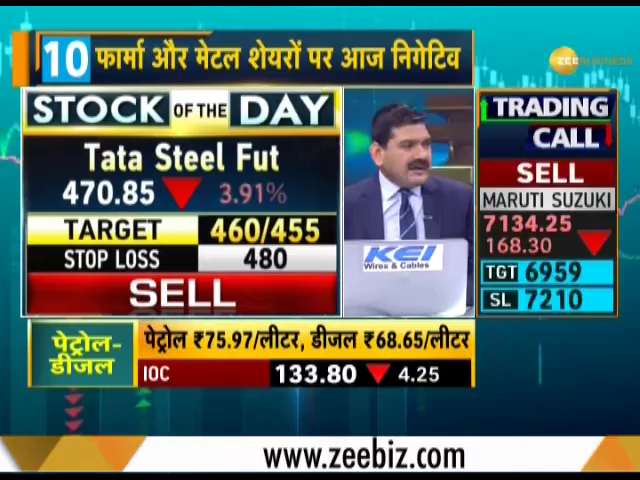 10 फार्मा और मेटल शेयरों पर आज निगेटिव
ZEE BUSINESS
STOCK OF THE DAY
Tata Steel Fut
470.85 3.91%
TARGET 460/455
STOP LOSS 480
SELL
KEI
Wires & Cables
TRADING
CALL
SELL
MARUTI SUZUKI
7134.25
168.30
TGT 6959
SL 7210
पेट्रोल-
डीजल
पेट्रोल ₹75.97/लीटर, डीजल ₹68.65/लीटर
IOC 133.80 4.25
www.zeebiz.com